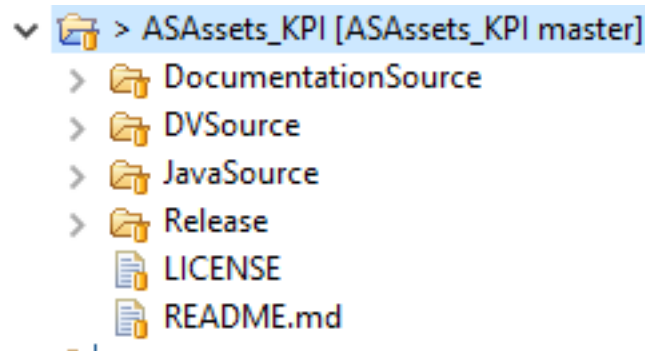 > ASAssets_KPI [ASAssets_KPI master]
DocumentationSource
DVSource
JavaSource
Release
LICENSE
README.md